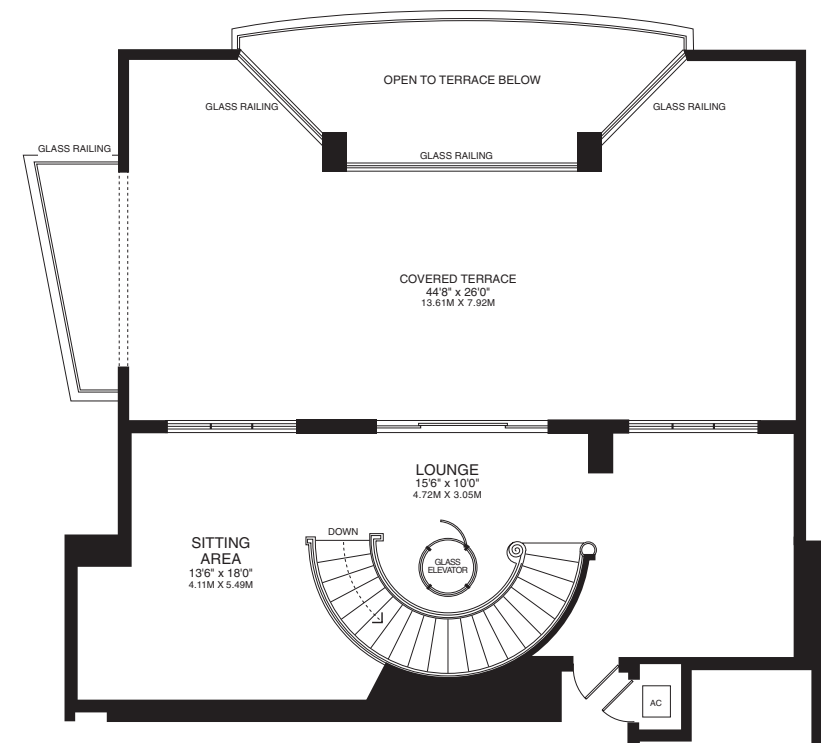 OPEN TO TERRACE BELOW
GLASS RAILING
GLASS RAILING
GLASS RAILING
GLASS RAILING
COVERED TERRACE
44'8" x 26'0"
13.61M X 7.92M
LOUNGE
15'6" x 10'0"
4.72M X 3.05M
DOWN
SITTING
AREA
13'6" x 18'0"
4.11M X 5.49M
GLASS
ELEVATOR
AC